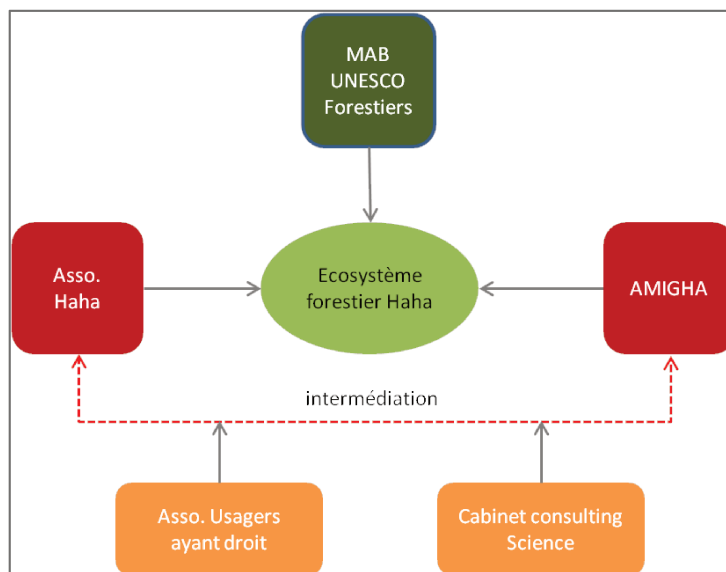 MAB
UNESCO
Forestiers
Asso.
Haha
Ecosystème
forestier Haha
AMIGHA
intermédiation
Asso. Usagers
ayant droit
Cabinet consulting
Science